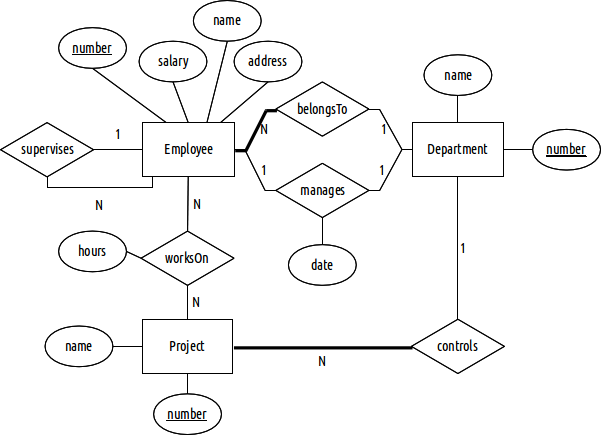 name
number
salary
address
name
belongsTo
supervises
1
Employee
N
1
Department
number
1
manages
1
N
N
hours
worksOn
date
1
N
name
Project
N
controls
number